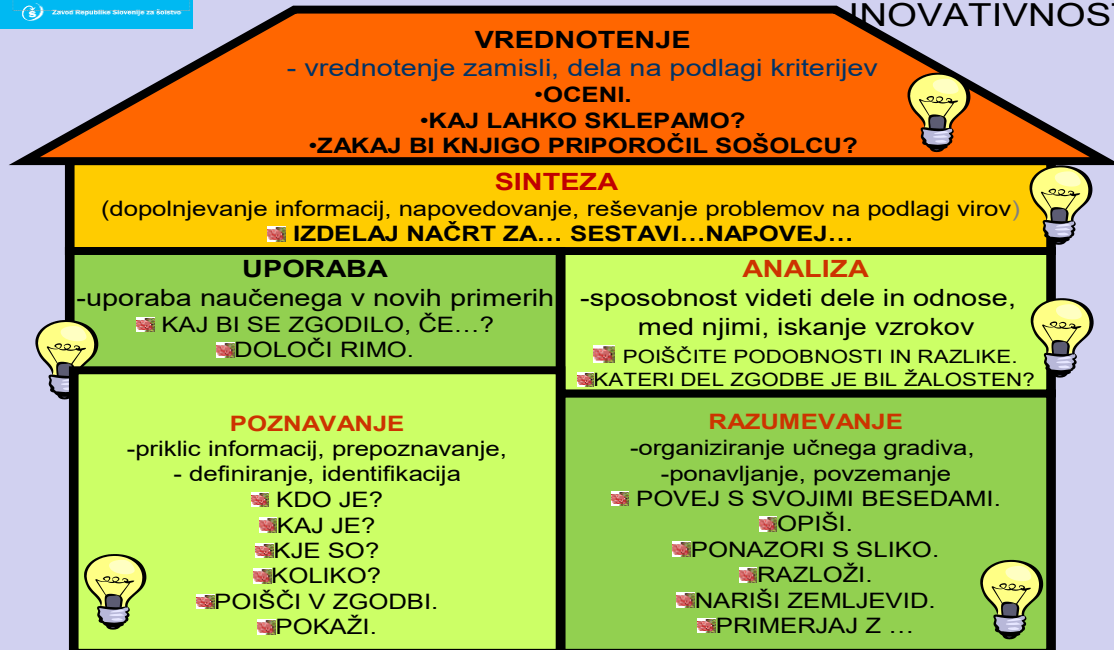 Zavod Republike Slovenije za šolstvo
INOVATIVNOST
VREDNOTENJE
- vrednotenje zamisli, dela na podlagi kriterijev
•OCENI.
•KAJ LAHKO SKLEPAMO?
•ZAKAJ BI KNJIGO PRIPOROČIL SOŠOLCU?
SINTEZA
(dopolnjevanje informacij, napovedovanje, reševanje problemov na podlagi virov)
IZDELAJ NAČRT ZA… SESTAVI…NAPOVEJ…
UPORABA
-uporaba naučenega v novih primerih
KAJ BI SE ZGODILO, ČE…?
DOLOČI RIMO.
ANALIZA
-sposobnost videti dele in odnose,
med njimi, iskanje vzrokov
POIŠČITE PODOBNOSTI IN RAZLIKE.
KATERI DEL ZGODBE JE BIL ŽALOSTEN?
POZNAVANJE
-priklic informacij, prepoznavanje,
- definiranje, identifikacija
KDO JE?
KAJ JE?
KJE SO?
KOLIKO?
POIŠČI V ZGODBI.
POKAŽI.
RAZUMEVANJE
-organiziranje učnega gradiva,
-ponavljanje, povzemanje
POVEJ S SVOJIMI BESEDAMI.
OPIŠI.
PONAZORI S SLIKO.
RAZLOŽI.
NARIŠI ZEMLJEVID.
PRIMERJAJ Z …